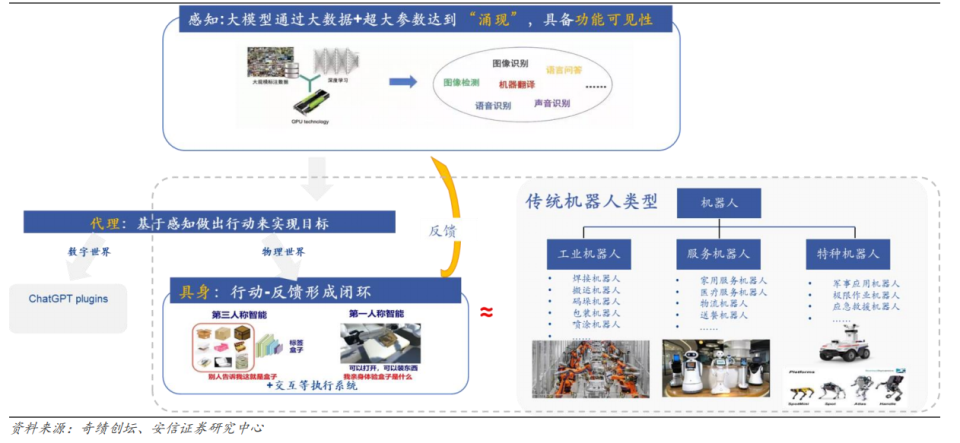 感知:大模型通过大数据+超大参数达到“涌现”，具备功能可见性
大规模标注数据
深度学习
GPU technology
图像识别
语言问答
图像检测
机器翻译
......
语音识别
声音识别
代理：基于感知做出行动来实现目标
数字世界
物理世界
反馈
ChatGPT plugins
具身：行动-反馈形成闭环
第三人称智能
第一人称智能
标签
盒子
可以打开，可以装东西
别人告诉我这就是盒子
我亲身体验盒子是什么
+交互等执行系统
≈
传统机器人类型
机器人
工业机器人
服务机器人
特种机器人
• 焊接机器人
• 搬运机器人
• 码垛机器人
• 包装机器人
• 喷涂机器人
• ……
• 家用服务机器人
• 医疗服务机器人
• 物流机器人
• 送餐机器人
• ……
• 军事应用机器人
• 极限作业机器人
• 应急救援机器人
• ……
Platforms
Spot
Atlas
Handle
资料来源：奇绩创坛、安信证券研究中心